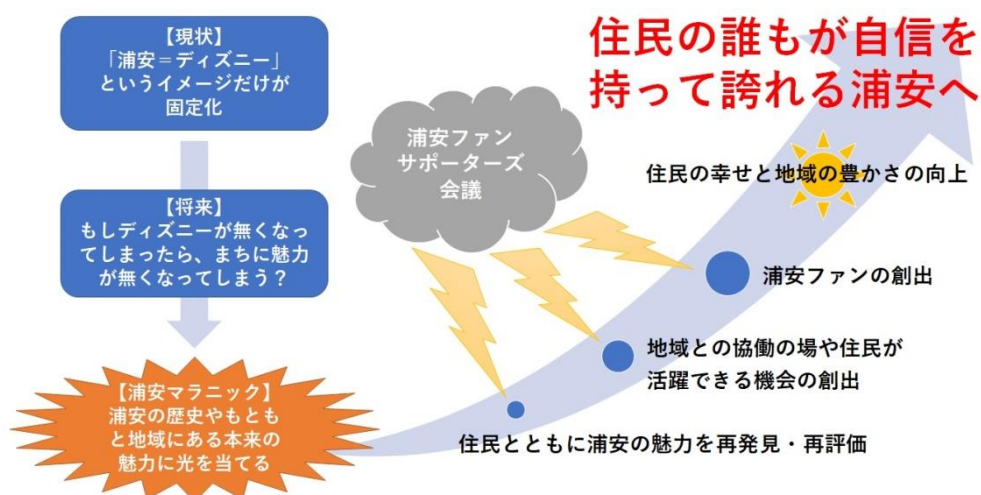 【現状】
「浦安=ディズニー」
というイメージだけが
固定化
【将来】
もしディズニーが無くなっ
てしまったら、まちに魅力
が無くなってしまう?
【浦安マラニック】
浦安の歴史やもとも
と地域にある本来の
魅力に光を当てる
浦安ファン
サポーターズ
会議
住民の誰もが自信を
持って誇れる浦安へ
住民の幸せと地域の豊かさの向上
浦安ファンの創出
地域との協働の場や住民が
活躍できる機会の創出
住民とともに浦安の魅力を再発見・再評価